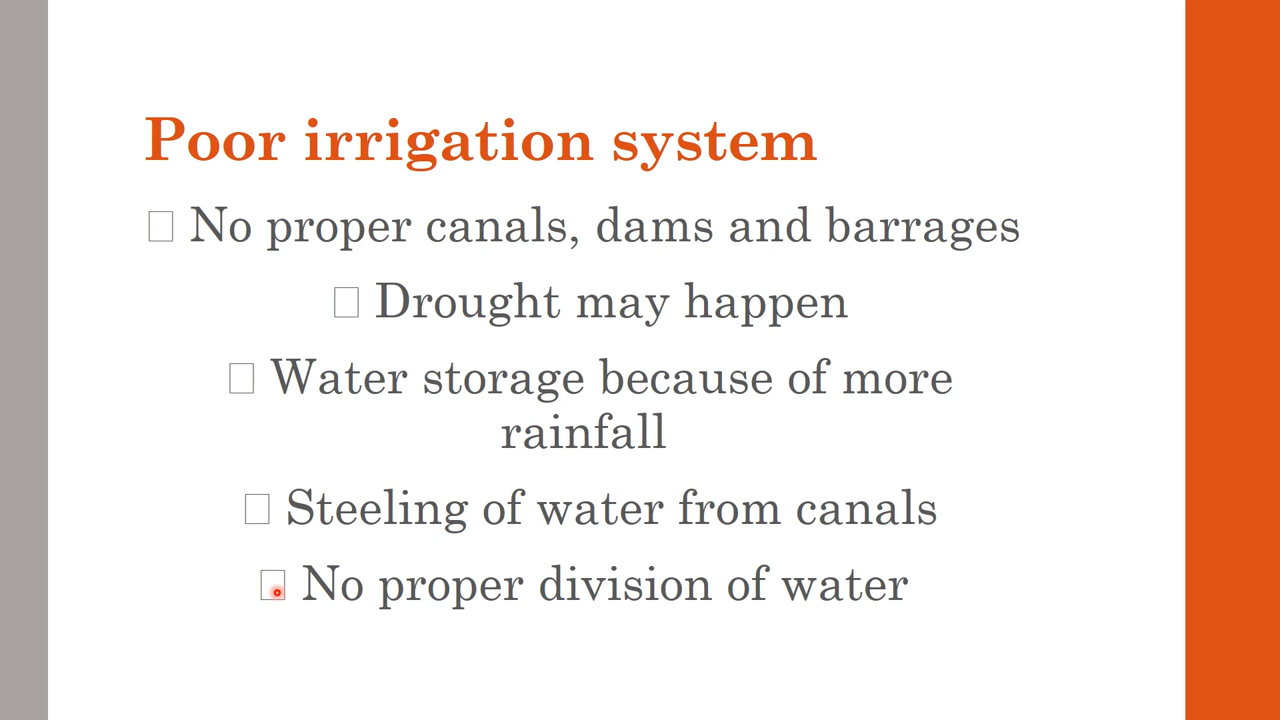 Poor irrigation system
□ No proper canals, dams and barrages
□ Drought may happen
□ Water storage because of more
rainfall
□ Steeling of water from canals
□ No proper division of water